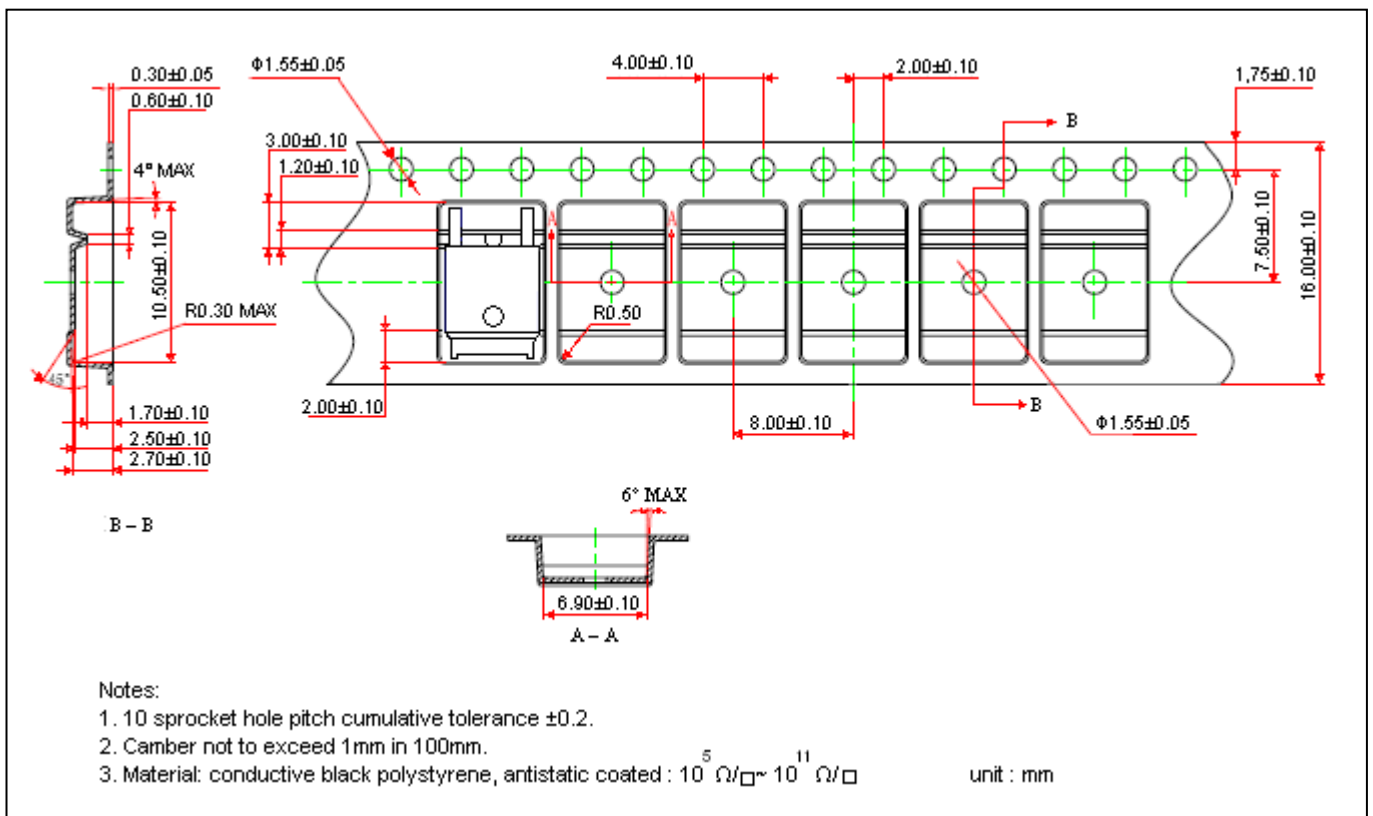 0.30±0.05
Φ1.55±0.05
4.00±0.10
2.00±0.10
1,75±0.10
0.60±0.10
B
3.00±0.10
4° MAX
1.20±0.10
A
A
7.50±0.10
16.00±0.10
10.50±0.10
R0.30 MAX
R0.50
45°
2.00±0.10
1.70±0.10
B
8.00±0.10
Φ1.55±0.05
2.50±0.10
2.70±0.10
6° MAX
B – B
6.90±0.10
A – A
Notes:
1. 10 sprocket hole pitch cumulative tolerance ±0.2.
2. Camber not to exceed 1mm in 100mm.
3. Material: conductive black polystyrene, antistatic coated : 10⁵ Ω/□~ 10¹¹ Ω/□ unit : mm